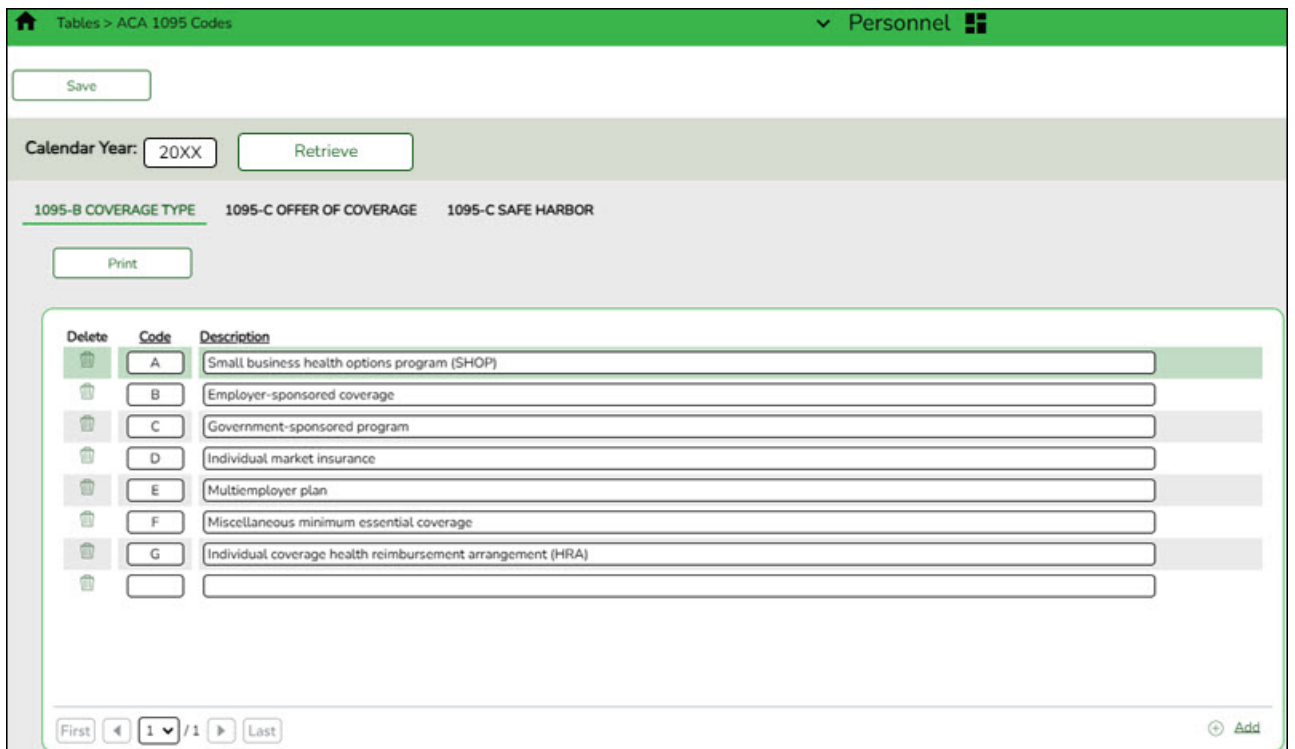 Tables > ACA 1095 Codes Personnel
Save
Calendar Year: 20XX Retrieve
1095-B COVERAGE TYPE 1095-C OFFER OF COVERAGE 1095-C SAFE HARBOR
Print
Delete Code Description
A Small business health options program (SHOP)
B Employer-sponsored coverage
C Government-sponsored program
D Individual market insurance
E Multiemployer plan
F Miscellaneous minimum essential coverage
G Individual coverage health reimbursement arrangement (HRA)
First 1 / 1 Last Add